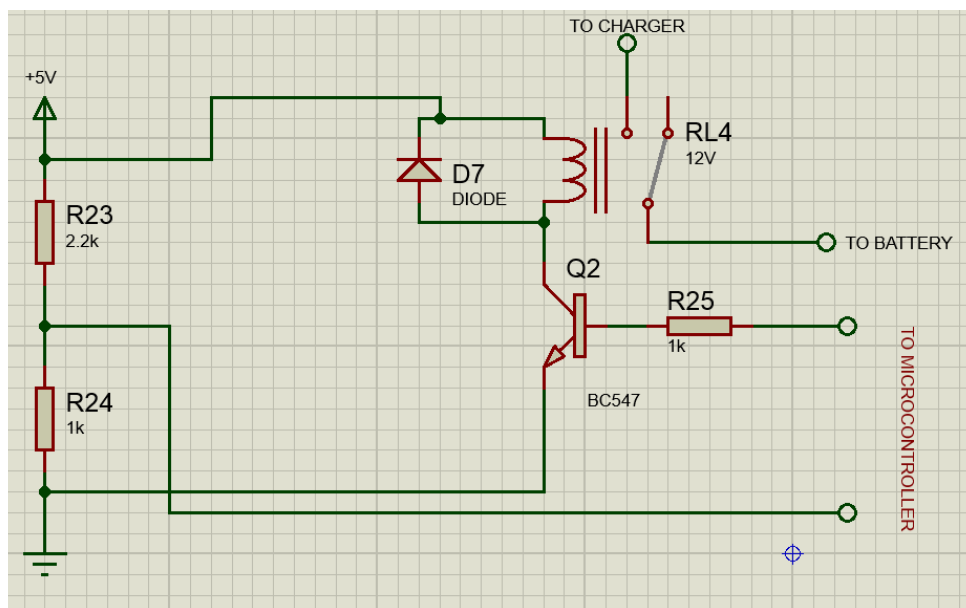 TO CHARGER
+5V
RL4
12V
D7
DIODE
R23
2.2k
TO BATTERY
Q2
R25
1k
TO MICROCONTROLLER
R24
1k
BC547